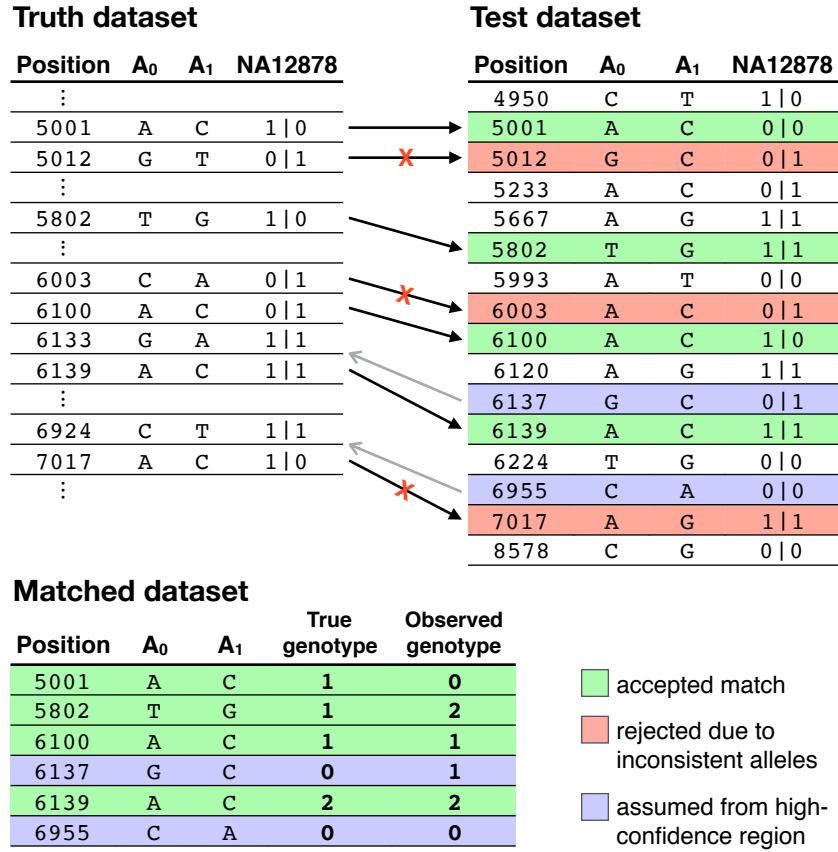 Truth dataset
Position A₀ A₁ NA12878
⋮
5001 A C 1|0
5012 G T 0|1
⋮
5802 T G 1|0
⋮
6003 C A 0|1
6100 A C 0|1
6133 G A 1|1
6139 A C 1|1
⋮
6924 C T 1|1
7017 A C 1|0
⋮
Test dataset
Position A₀ A₁ NA12878
4950 C T 1|0
5001 A C 0|0
5012 G C 0|1
5233 A C 0|1
5667 A G 1|1
5802 T G 1|1
5993 A T 0|0
6003 A C 0|1
6100 A C 1|0
6120 A G 1|1
6137 G C 0|1
6139 A C 1|1
6224 T G 0|0
6955 C A 0|0
7017 A G 1|1
8578 C G 0|0
Matched dataset
Position A₀ A₁ True genotype Observed genotype
5001 A C 1 0
5802 T G 1 2
6100 A C 1 1
6137 G C 0 1
6139 A C 2 2
6955 C A 0 0
accepted match
rejected due to
inconsistent alleles
assumed from high-
confidence region